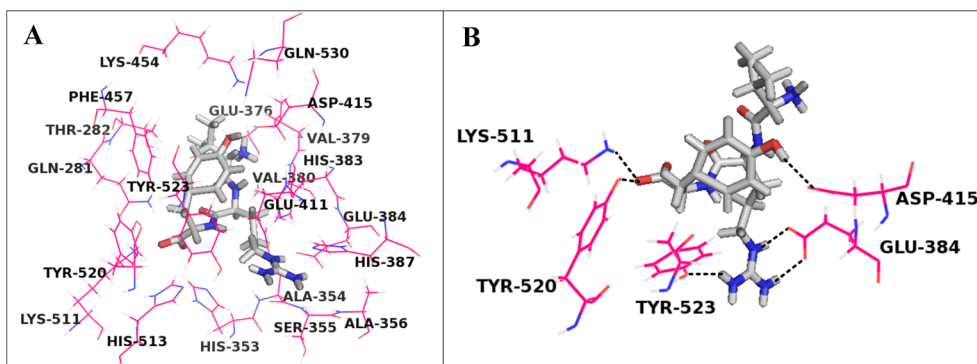 A
LYS-454
GLN-530
PHE-457
GLU-376
ASP-415
THR-282
VAL-379
GLN-281
HIS-383
TYR-523
VAL-380
GLU-411
GLU-384
TYR-520
HIS-387
LYS-511
ALA-354
HIS-513
HIS-353
SER-355
ALA-356
B
LYS-511
ASP-415
GLU-384
TYR-520
TYR-523